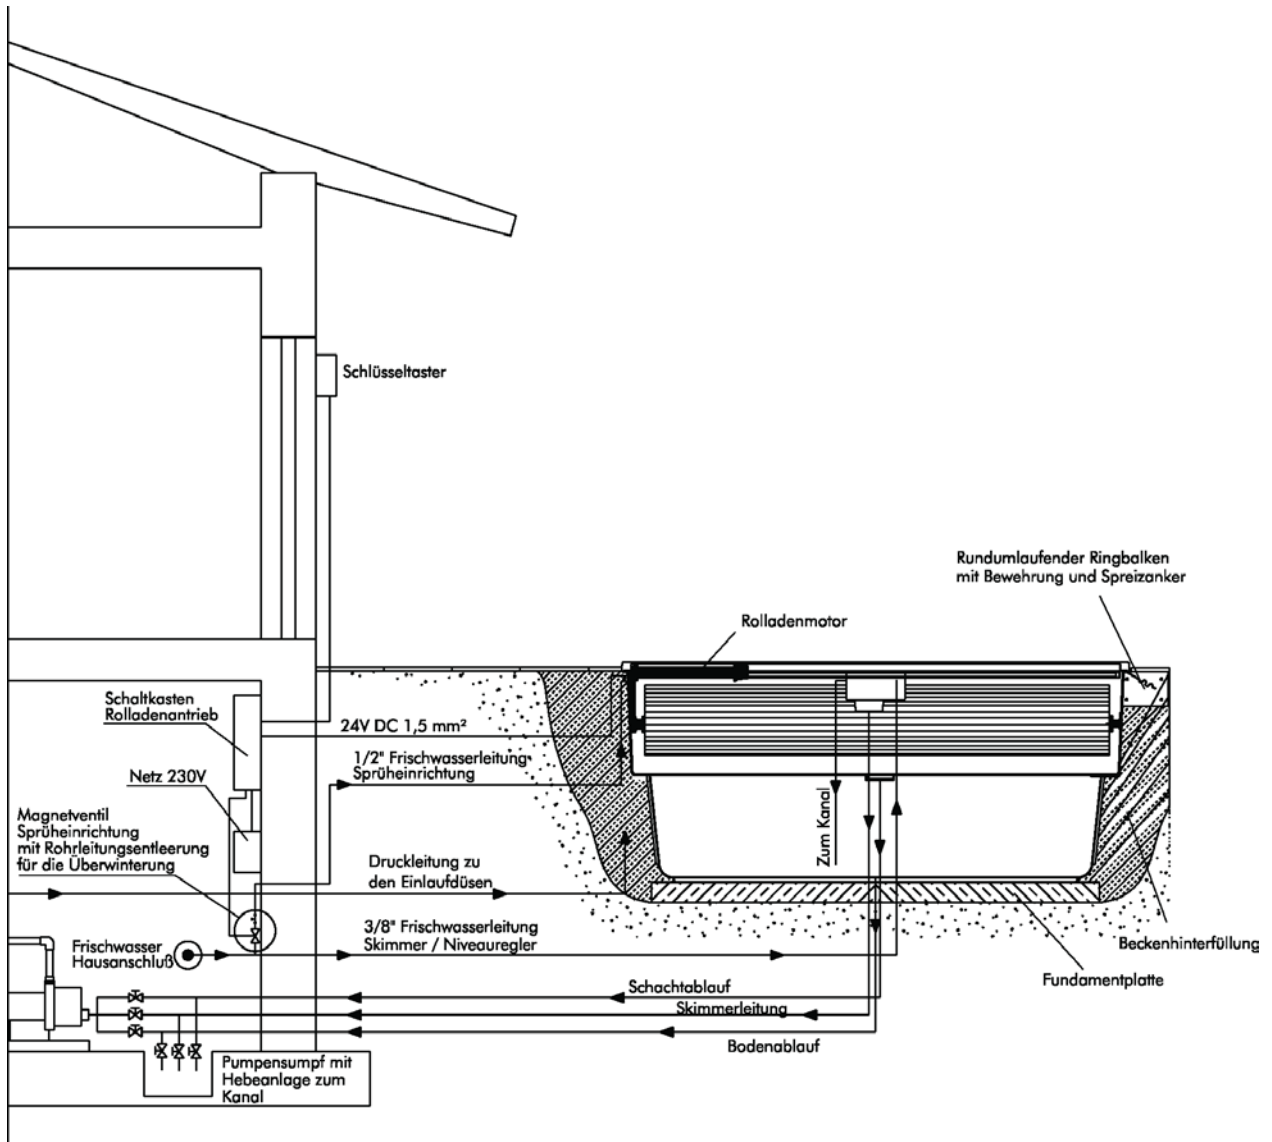 Schlüsseltaster
Rundumlaufender Ringbalken
mit Bewehrung und Spreizanker
Rolladenmotor
Schaltkasten
Rolladenantrieb
24V DC 1,5 mm²
1/2" Frischwasserleitung
Sprüheinrichtung
Netz 230V
Magnetventil
Sprüheinrichtung
mit Rohrleitungsentleerung
für die Überwinterung
Zum Kanal
Druckleitung zu
den Einlaufdüsen
3/8" Frischwasserleitung
Skimmer / Niveauregler
Frischwasser
Hausanschluß
Beckenhinterfüllung
Fundamentplatte
Schachtablauf
Skimmerleitung
Bodenablauf
Pumpensumpf mit
Hebeanlage zum
Kanal